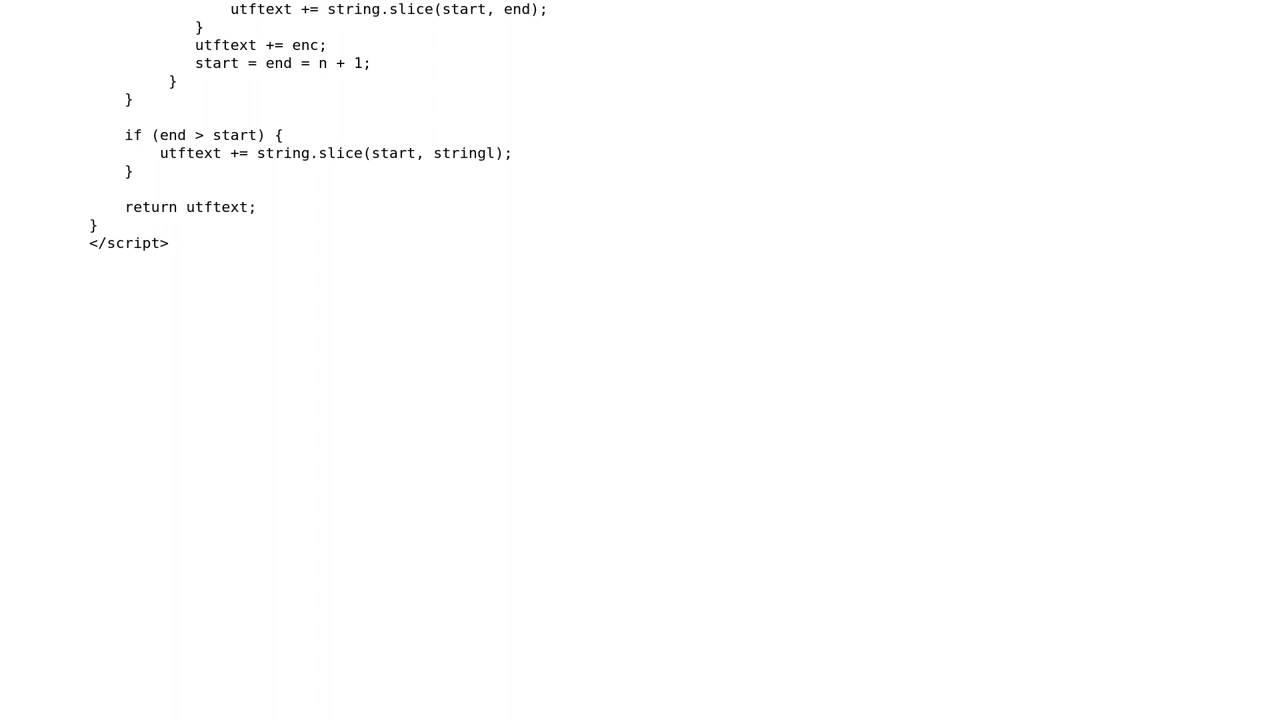 utftext += string.slice(start, end);
}
utftext += enc;
start = end = n + 1;
}
}
if (end > start) {
utftext += string.slice(start, stringl);
}
return utftext;
}
</script>